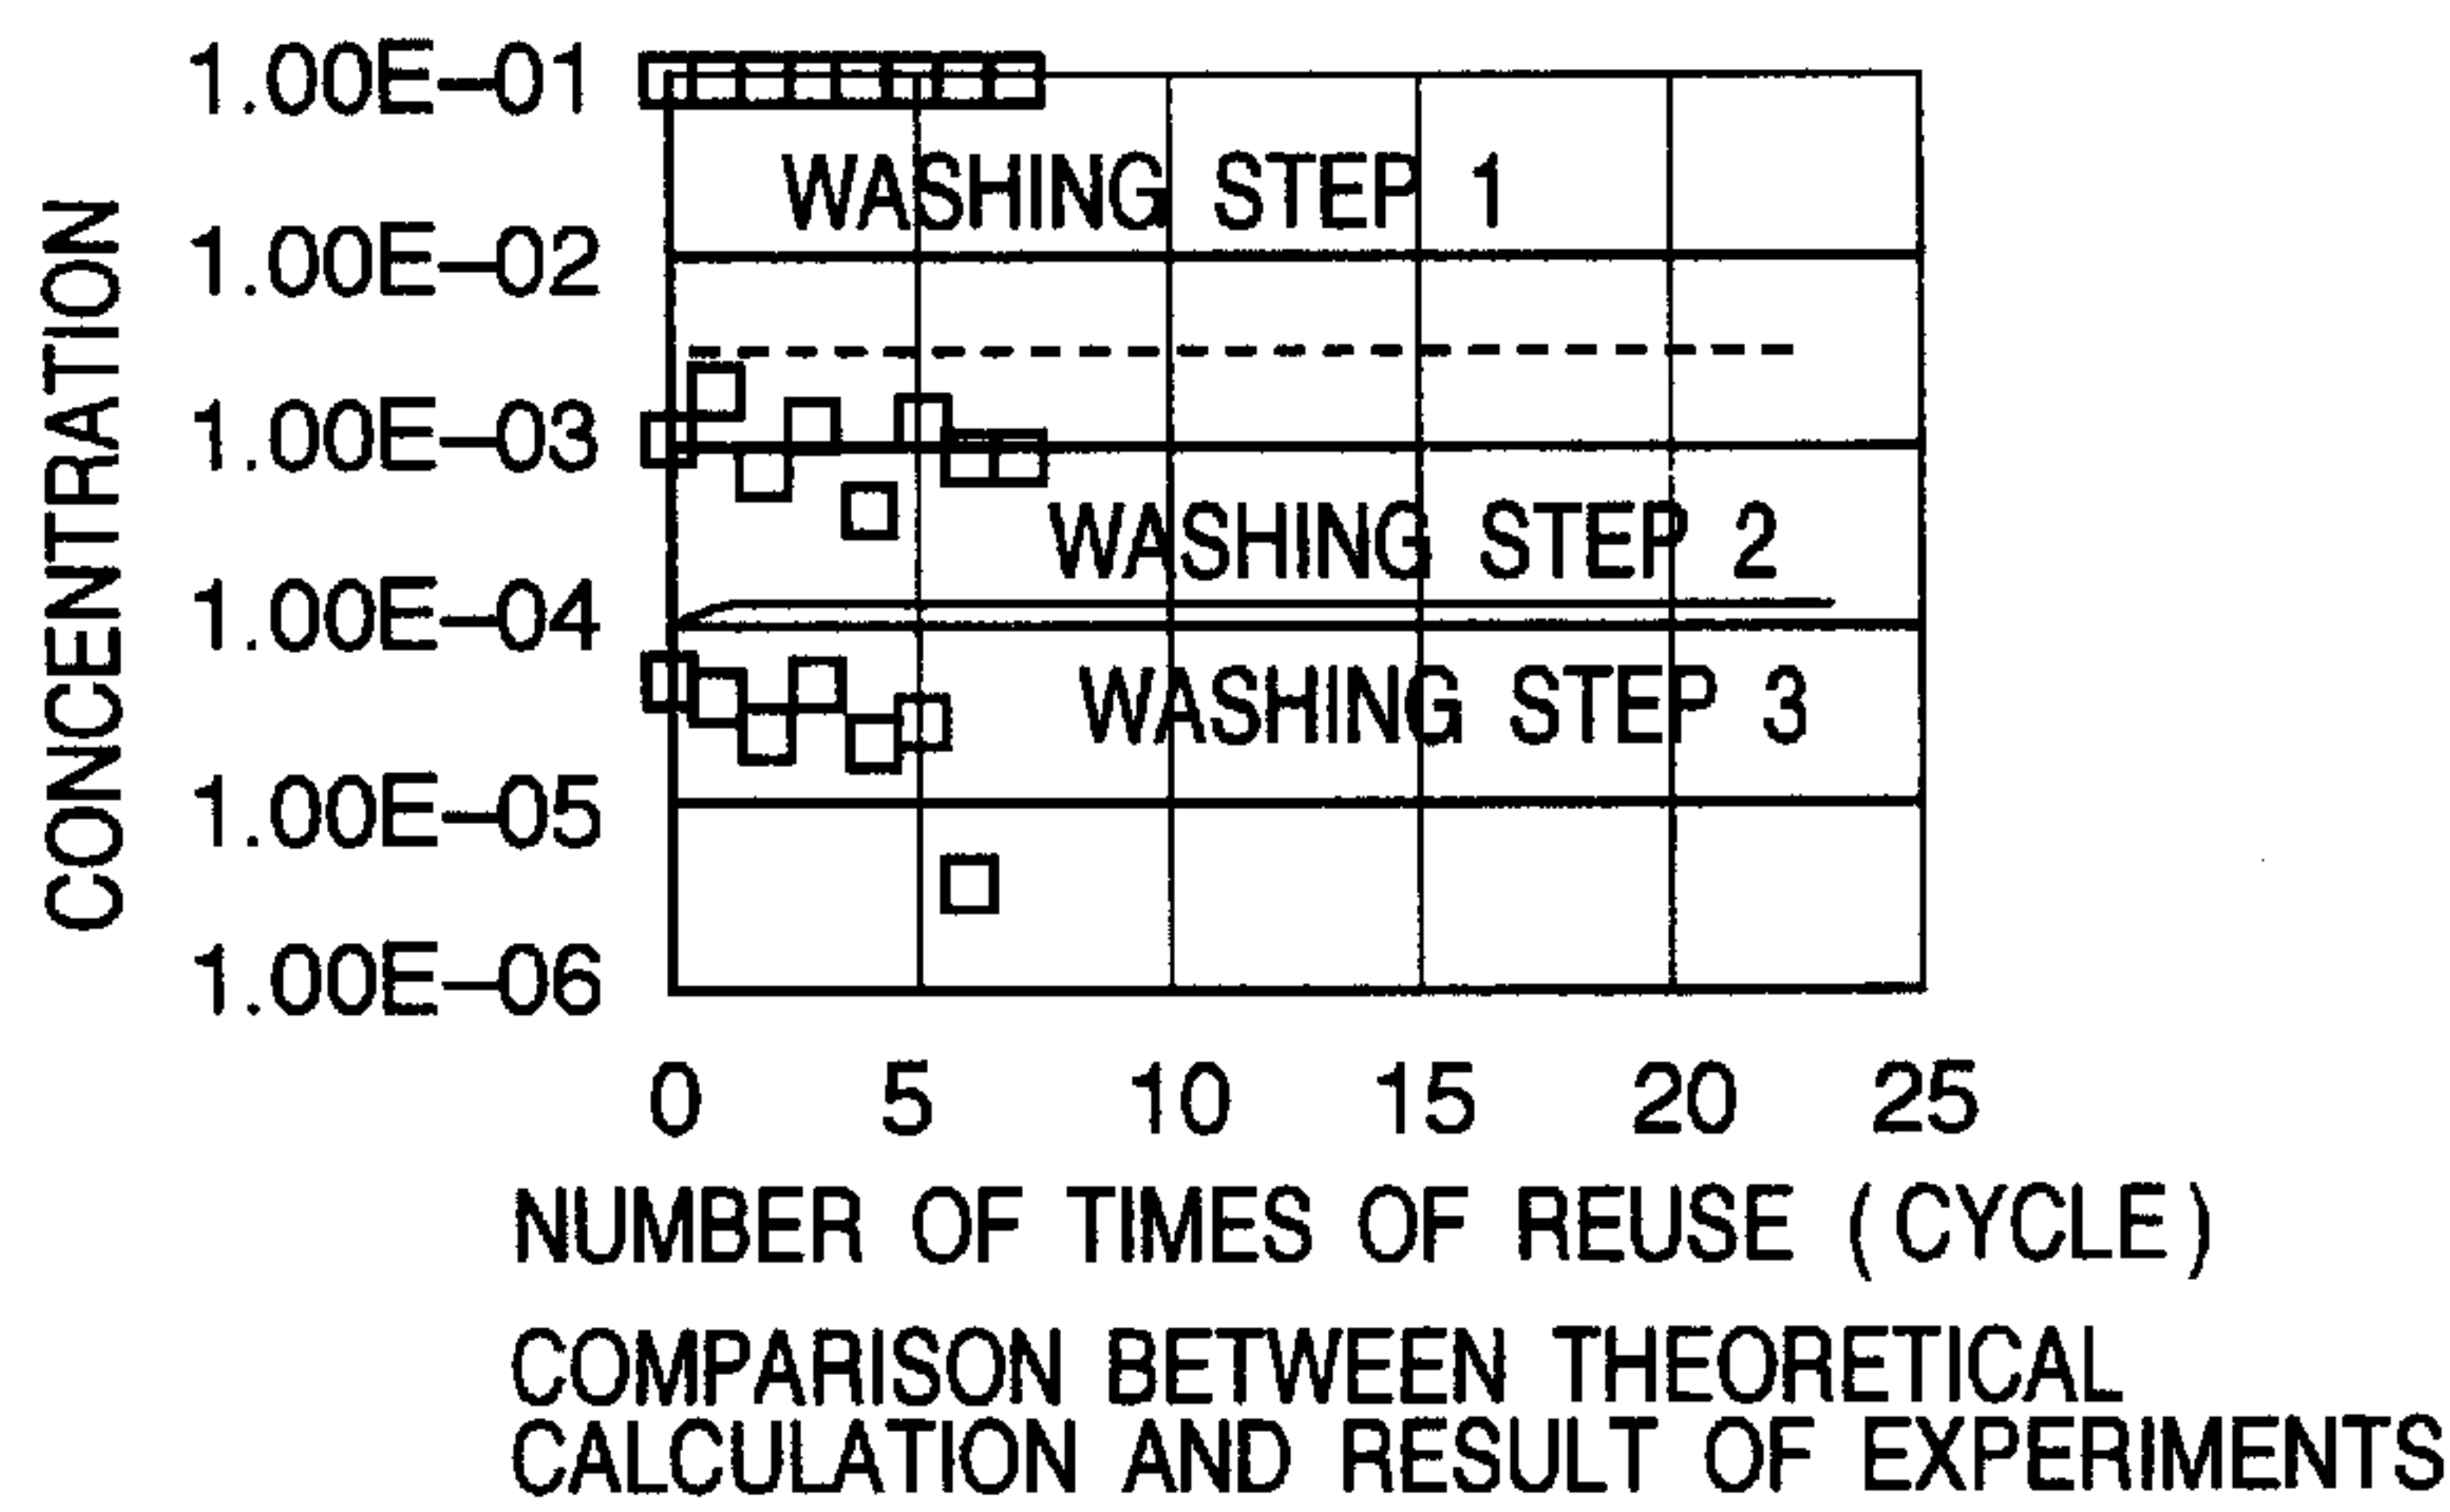 1.00E-01
WASHING STEP 1
1.00E-02
1.00E-03
WASHING STEP 2
1.00E-04
WASHING STEP 3
1.00E-05
1.00E-06
CONCENTRATION
0 5 10 15 20 25
NUMBER OF TIMES OF REUSE (CYCLE)
COMPARISON BETWEEN THEORETICAL
CALCULATION AND RESULT OF EXPERIMENTS